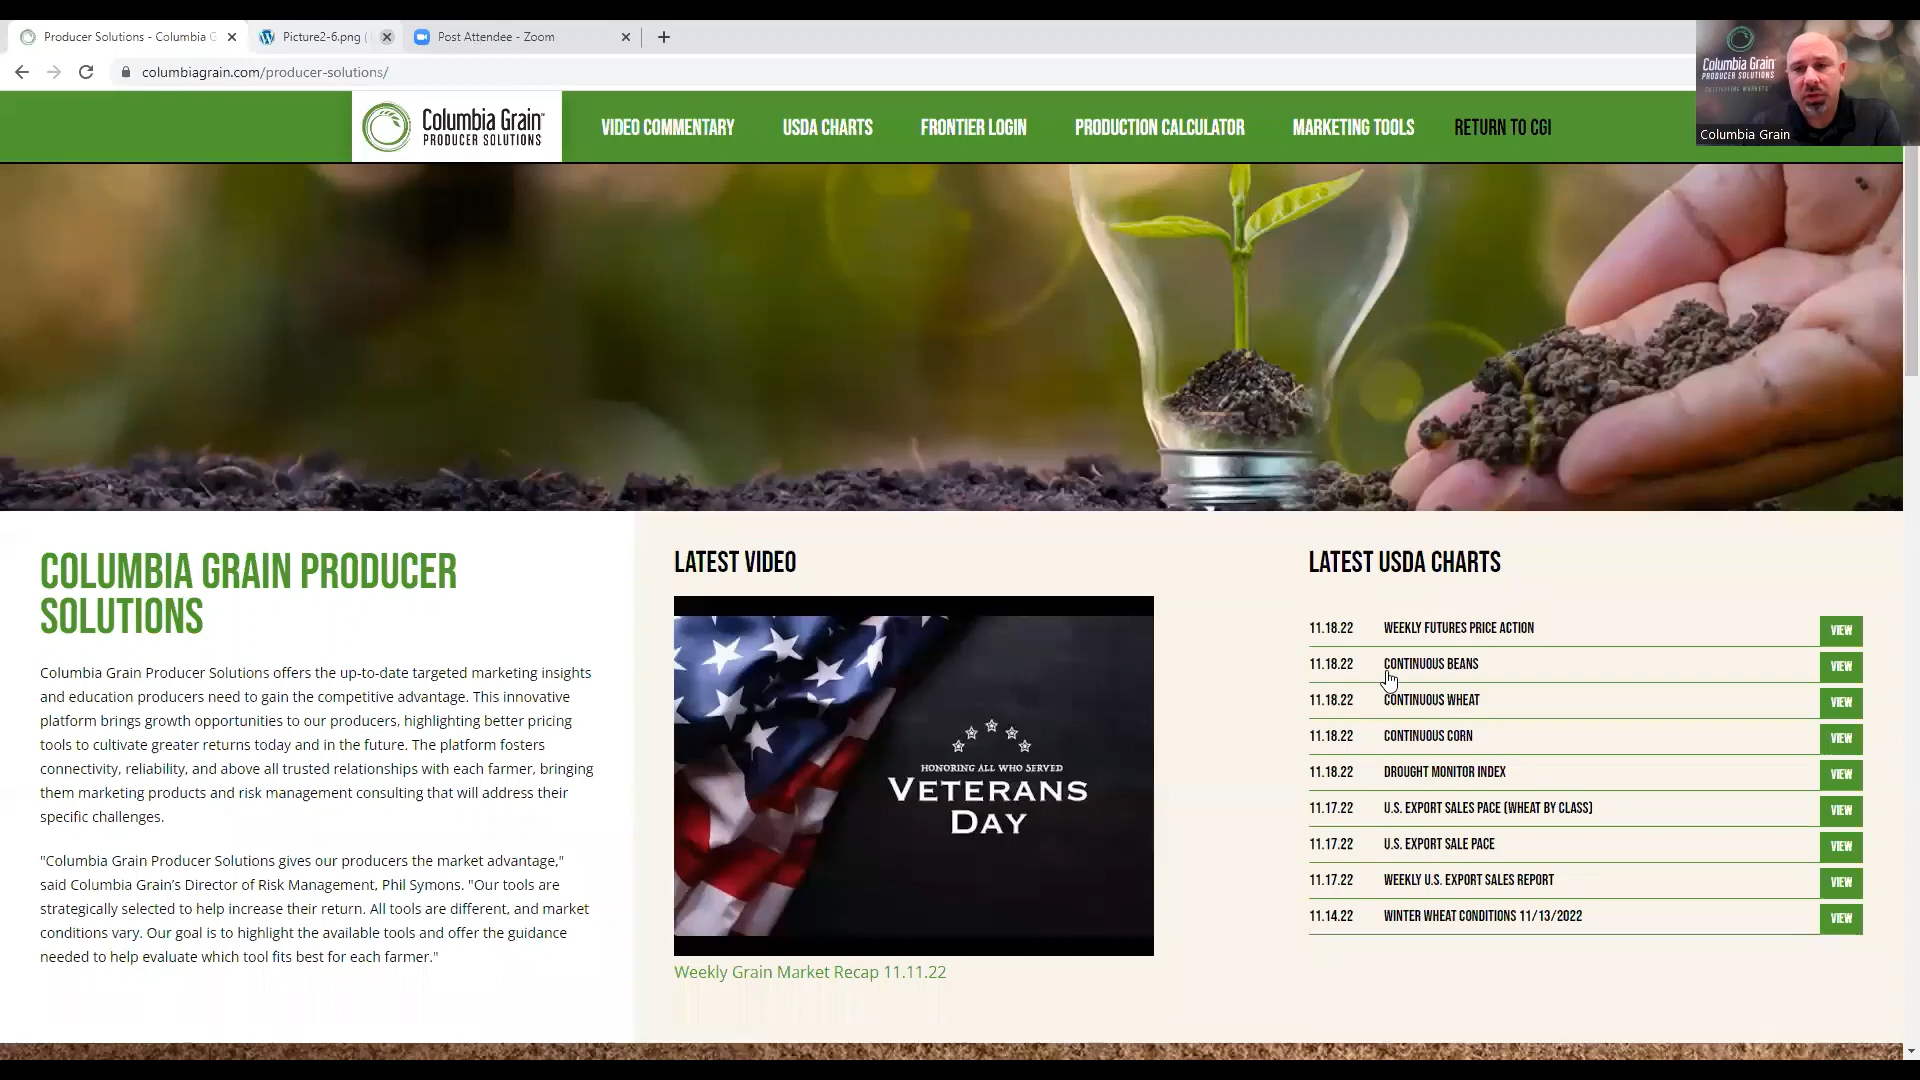 Producer Solutions - Columbia G
Picture2-6.png (
Post Attendee - Zoom
columbiagrain.com/producer-solutions/
Columbia Grain
PRODUCER SOLUTIONS
VIDEO COMMENTARY
USDA CHARTS
FRONTIER LOGIN
PRODUCTION CALCULATOR
MARKETING TOOLS
RETURN TO CGI
Columbia Grain
PRODUCER SOLUTIONS
CULTIVATING MARKETS
Columbia Grain
COLUMBIA GRAIN PRODUCER
SOLUTIONS
Columbia Grain Producer Solutions offers the up-to-date targeted marketing insights
and education producers need to gain the competitive advantage. This innovative
platform brings growth opportunities to our producers, highlighting better pricing
tools to cultivate greater returns today and in the future. The platform fosters
connectivity, reliability, and above all trusted relationships with each farmer, bringing
them marketing products and risk management consulting that will address their
specific challenges.
"Columbia Grain Producer Solutions gives our producers the market advantage,"
said Columbia Grain’s Director of Risk Management, Phil Symons. "Our tools are
strategically selected to help increase their return. All tools are different, and market
conditions vary. Our goal is to highlight the available tools and offer the guidance
needed to help evaluate which tool fits best for each farmer."
LATEST VIDEO
HONORING ALL WHO SERVED
VETERANS
DAY
Weekly Grain Market Recap 11.11.22
LATEST USDA CHARTS
11.18.22 WEEKLY FUTURES PRICE ACTION VIEW
11.18.22 CONTINUOUS BEANS VIEW
11.18.22 CONTINUOUS WHEAT VIEW
11.18.22 CONTINUOUS CORN VIEW
11.18.22 DROUGHT MONITOR INDEX VIEW
11.17.22 U.S. EXPORT SALES PACE (WHEAT BY CLASS) VIEW
11.17.22 U.S. EXPORT SALE PACE VIEW
11.17.22 WEEKLY U.S. EXPORT SALES REPORT VIEW
11.14.22 WINTER WHEAT CONDITIONS 11/13/2022 VIEW